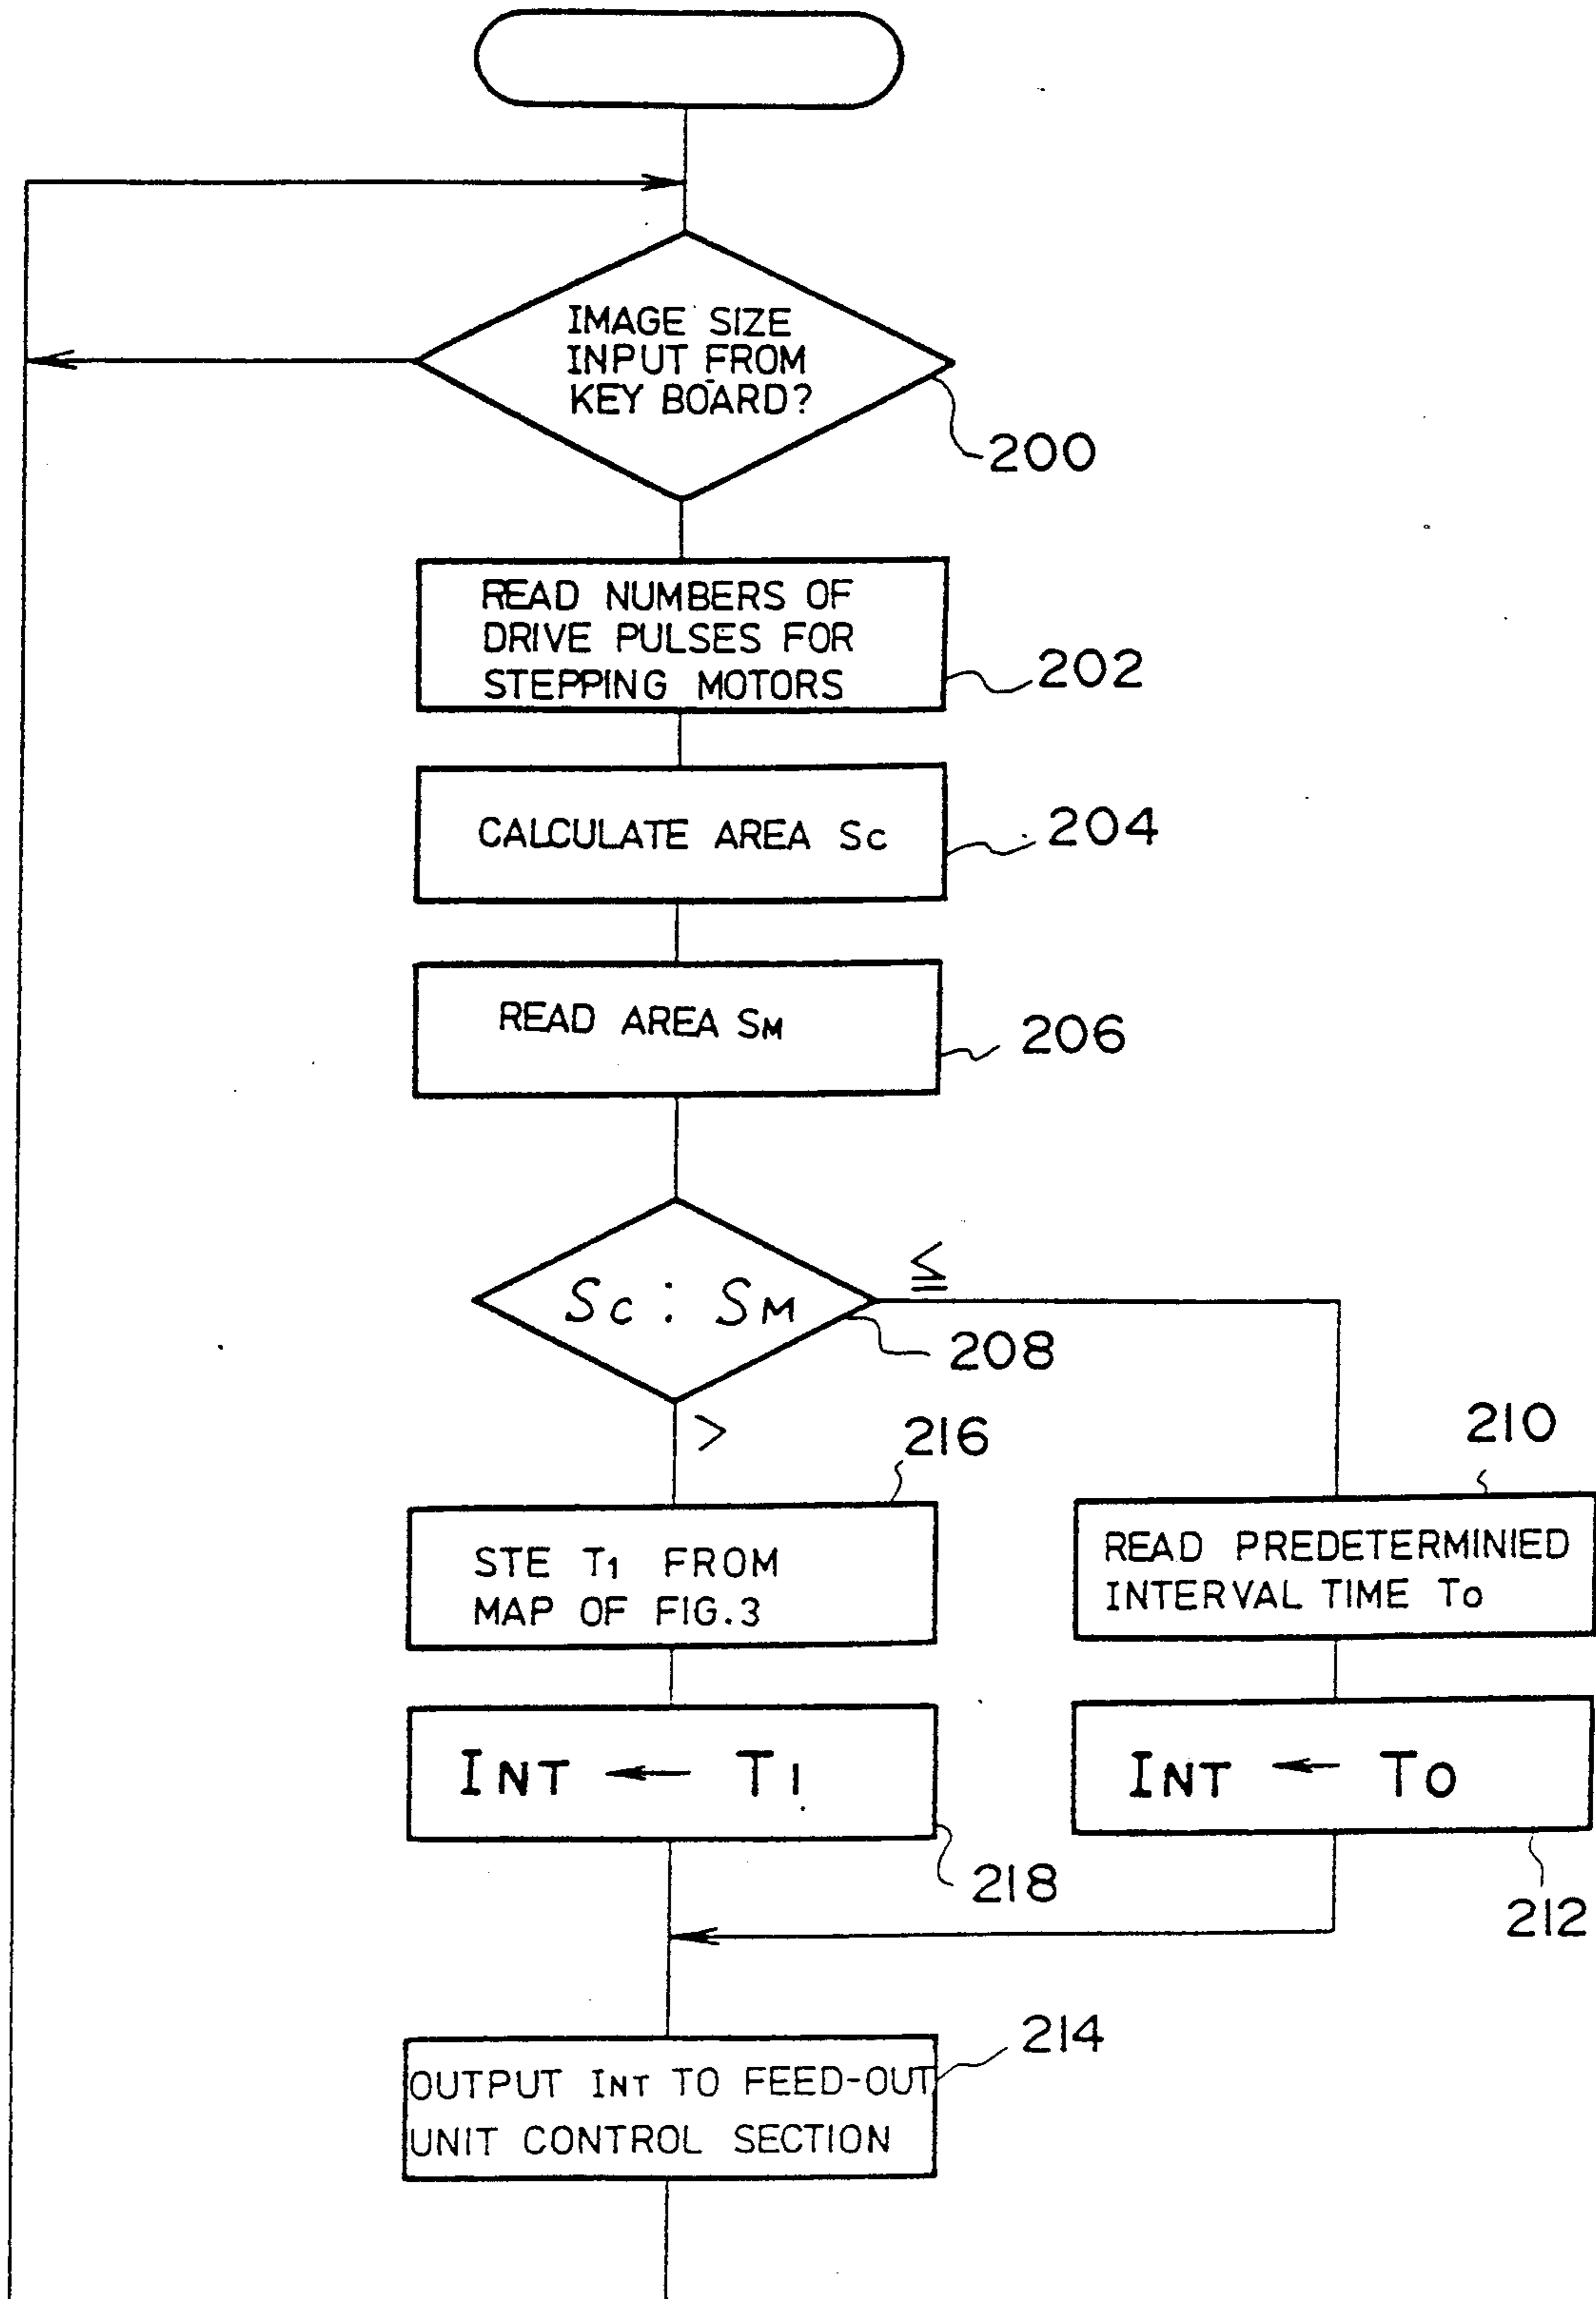 IMAGE SIZE
INPUT FROM
KEY BOARD?
200
READ NUMBERS OF
DRIVE PULSES FOR
STEPPING MOTORS
202
CALCULATE AREA Sc
204
READ AREA SM
206
Sc : SM
≦
208
>
216
210
STE T1 FROM
MAP OF FIG.3
READ PREDETERMINIED
INTERVAL TIME To
INT ← T1
INT ← To
218
212
214
OUTPUT INT TO FEED-OUT
UNIT CONTROL SECTION